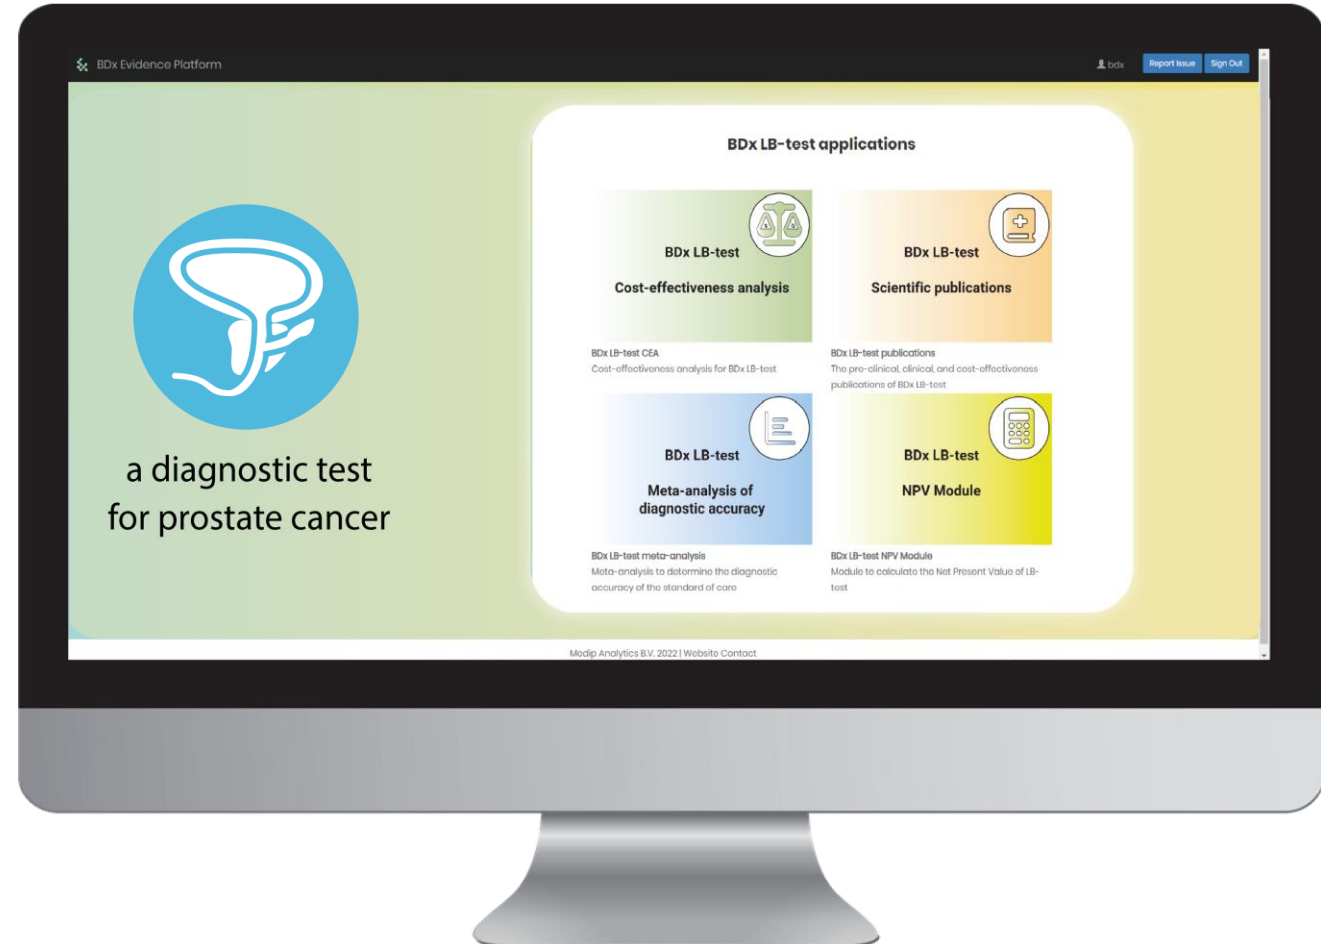 BDx Evidence Platform
bdx
Report Issue
Sign Out
a diagnostic test
for prostate cancer
BDx LB-test applications
BDx LB-test
Cost-effectiveness analysis
BDx LB-test CEA
Cost-effectiveness analysis for BDx LB-test
BDx LB-test
Scientific publications
BDx LB-test publications
The pre-clinical, clinical, and cost-effectiveness
publications of BDx LB-test
BDx LB-test
Meta-analysis of
diagnostic accuracy
BDx LB-test meta-analysis
Meta-analysis to determine the diagnostic
accuracy of the standard of care
BDx LB-test
NPV Module
BDx LB-test NPV Module
Module to calculate the Net Present Value of LB-
test
Medip Analytics B.V. 2022 | Website Contact